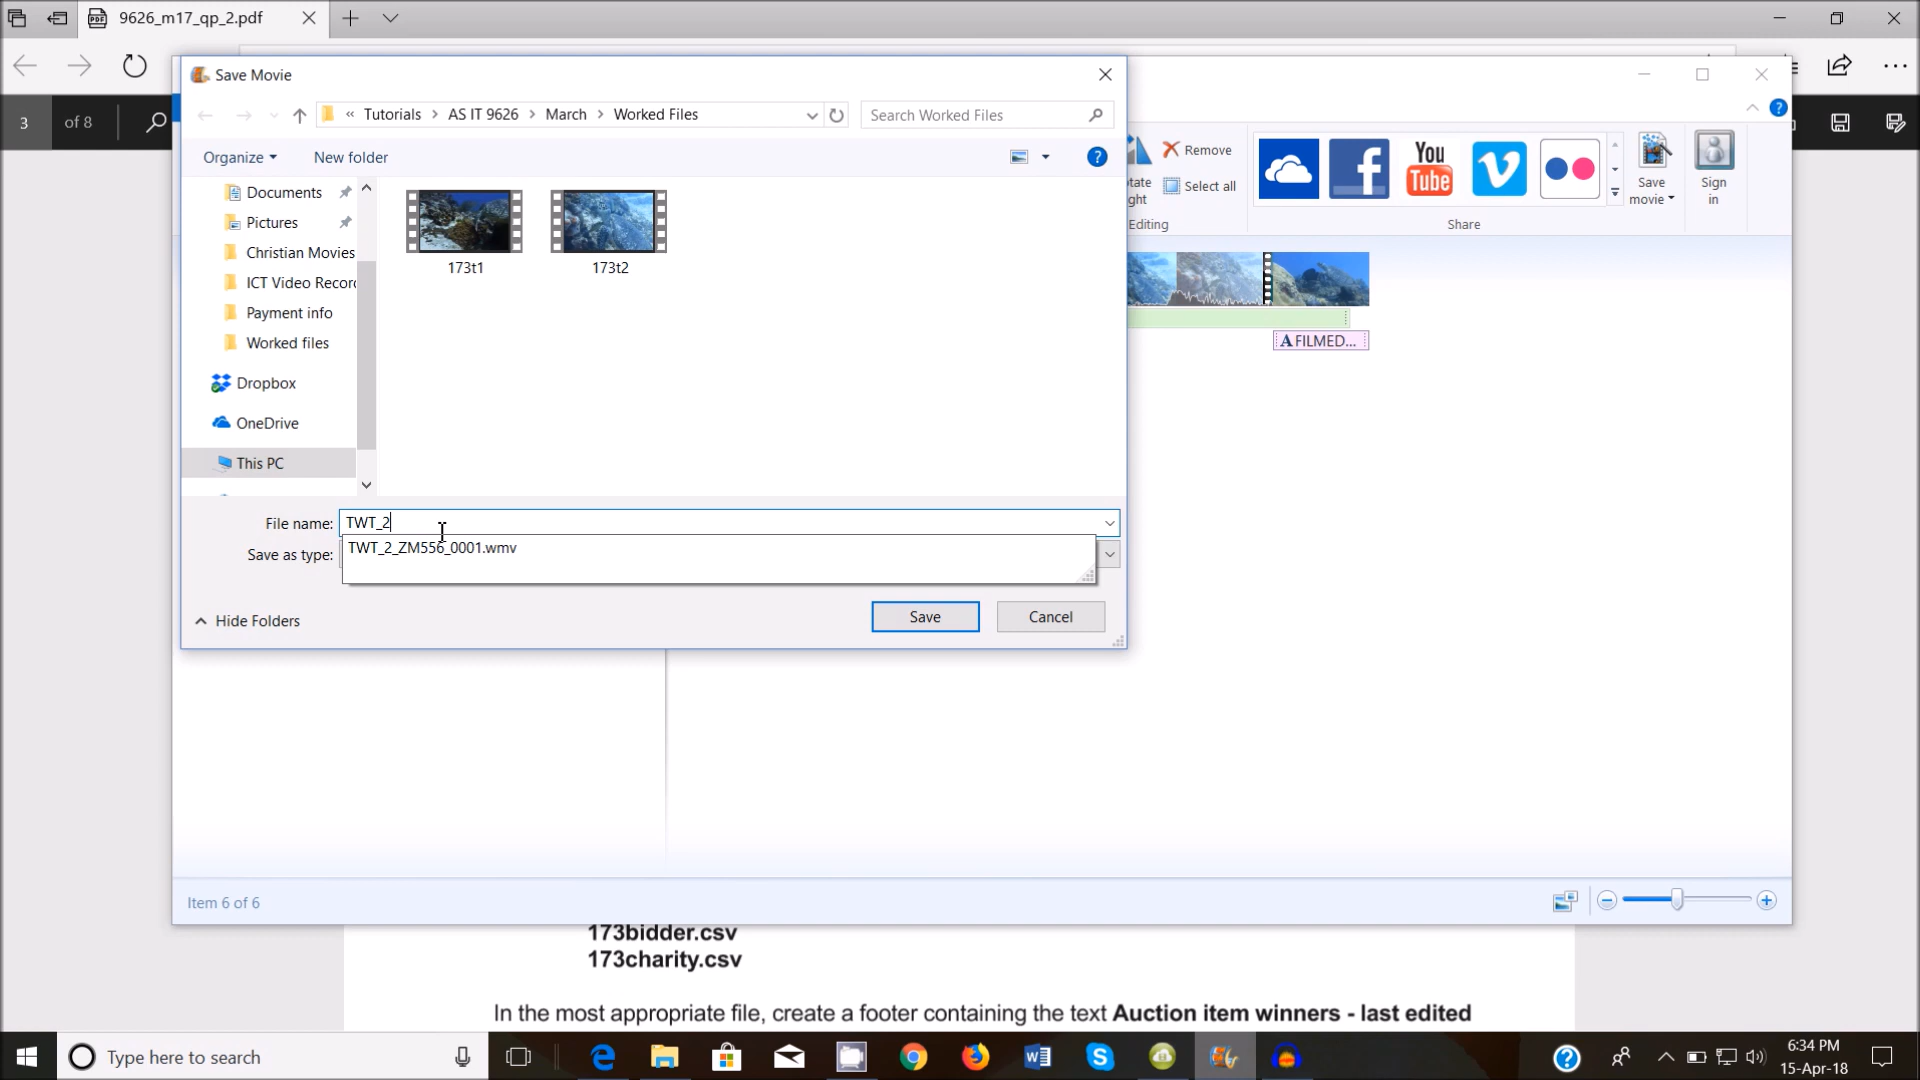 9626_m17_qp_2.pdf
3 of 8
Save Movie
« Tutorials > AS IT 9626 > March > Worked Files
Search Worked Files
Organize
New folder
Documents
Pictures
Christian Movies
ICT Video Recor
Payment info
Worked files
Dropbox
OneDrive
This PC
173t1
173t2
File name: TWT_2
TWT_2_ZM556_0001.wmv
Save as type:
Hide Folders
Save
Cancel
tate
ght
Remove
Select all
Editing
You
Tube
Share
Save
movie
Sign
in
A FILMED...
Item 6 of 6
173bidder.csv
173charity.csv
In the most appropriate file, create a footer containing the text Auction item winners - last edited
Type here to search
6:34 PM
15-Apr-18